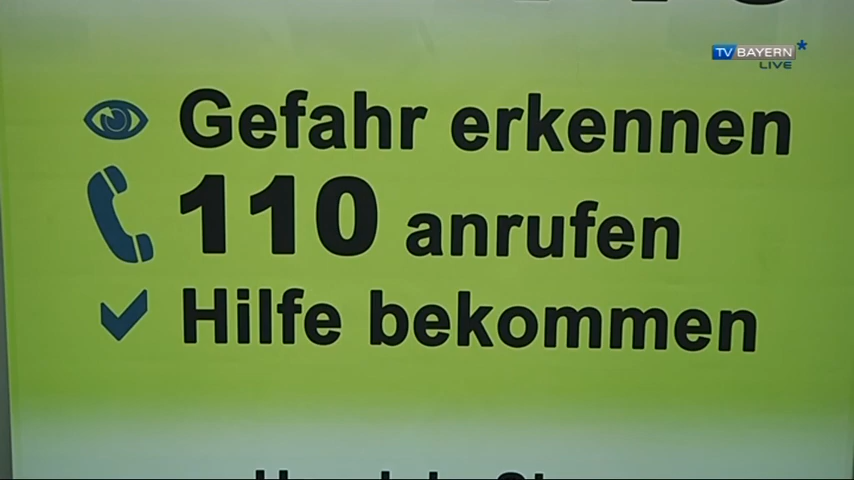 TV BAYERN
LIVE
Gefahr erkennen
110 anrufen
Hilfe bekommen